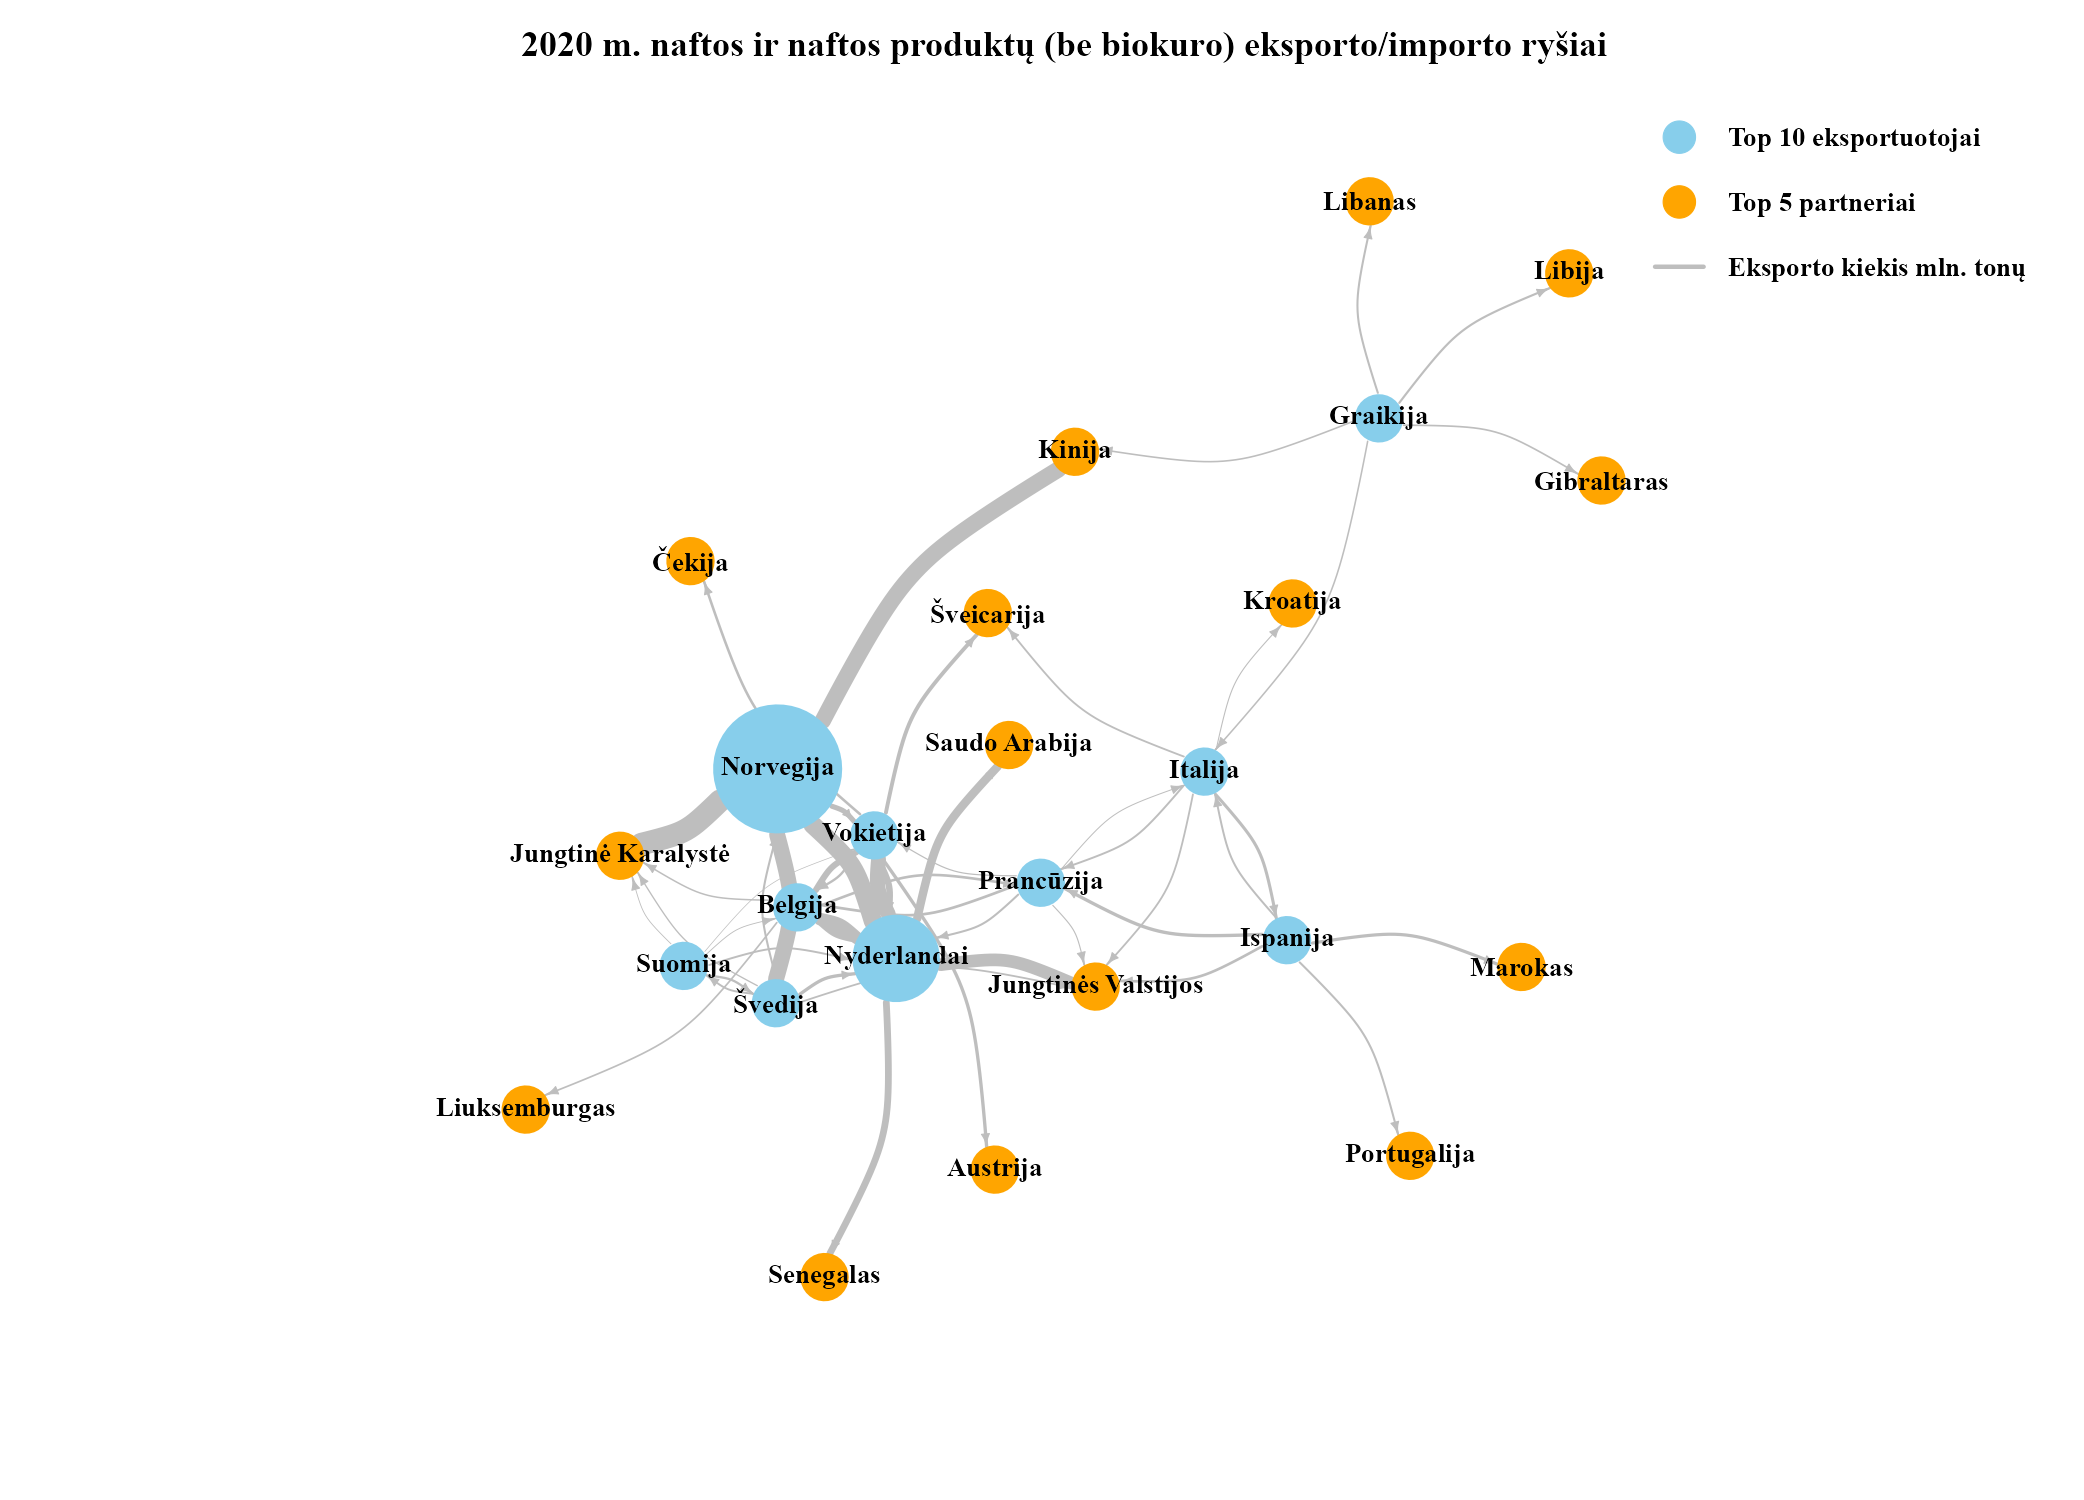 2020 m. naftos ir naftos produktų (be biokuro) eksporto/importo ryšiai
Top 10 eksportuotojai
Top 5 partneriai
Eksporto kiekis mln. tonų
Libanas
Libija
Graikija
Kinija
Gibraltaras
Čekija
Šveicarija
Kroatija
Saudo Arabija
Norvegija
Italija
Vokietija
Jungtinė Karalystė
Prancūzija
Belgija
Ispanija
Nyderlandai
Suomija
Marokas
Jungtinės Valstijos
Švedija
Liuksemburgas
Portugalija
Austrija
Senegalas